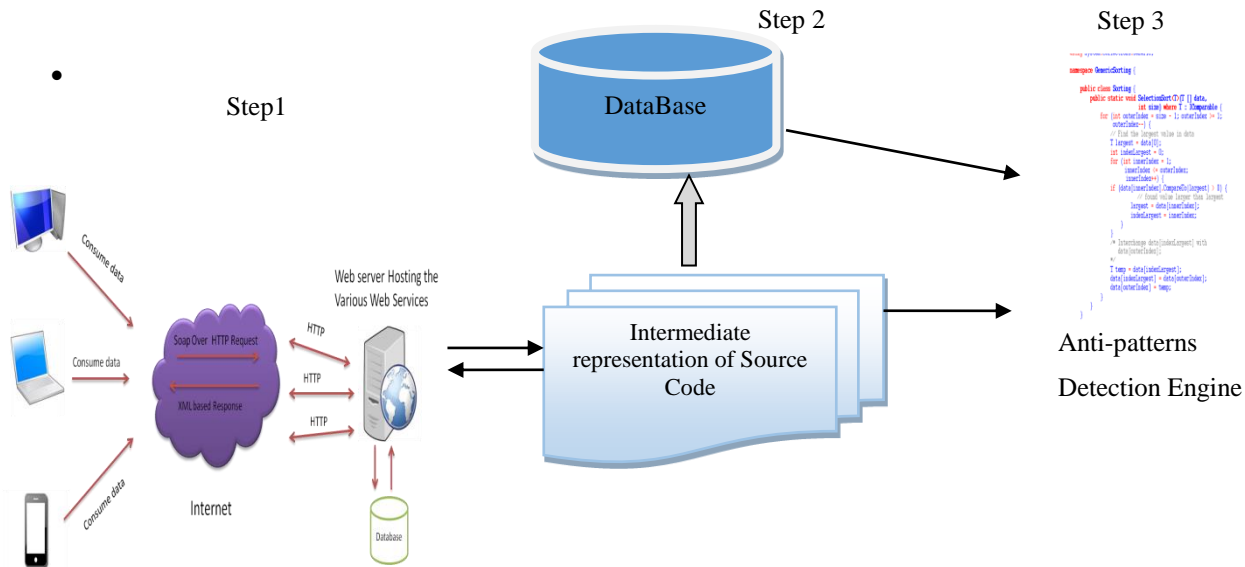 Step 2
Step 3
•
Step1
DataBase
namespace GenericSorting {
public class Sorting {
public static void SelectionSort<T>(T [] data,
int size) where T : IComparable {
for (int outerIndex = size - 1; outerIndex >= 1;
outerIndex--) {
// Find the largest value in data
T largest = data[0];
int indexLargest = 0;
for (int innerIndex = 1;
innerIndex <= outerIndex;
innerIndex++) {
if (data[innerIndex].CompareTo(largest) > 0) {
// found value larger than largest
largest = data[innerIndex];
indexLargest = innerIndex;
}
}
/* Interchange data[indexLargest] with
data[outerIndex];
*/
T temp = data[indexLargest];
data[indexLargest] = data[outerIndex];
data[outerIndex] = temp;
}
}
}
Consume data
Consume data
Consume data
Soap Over HTTP Request
XML based Response
Internet
HTTP
HTTP
HTTP
Web server Hosting the
Various Web Services
Database
Intermediate
representation of Source
Code
Anti-patterns
Detection Engine